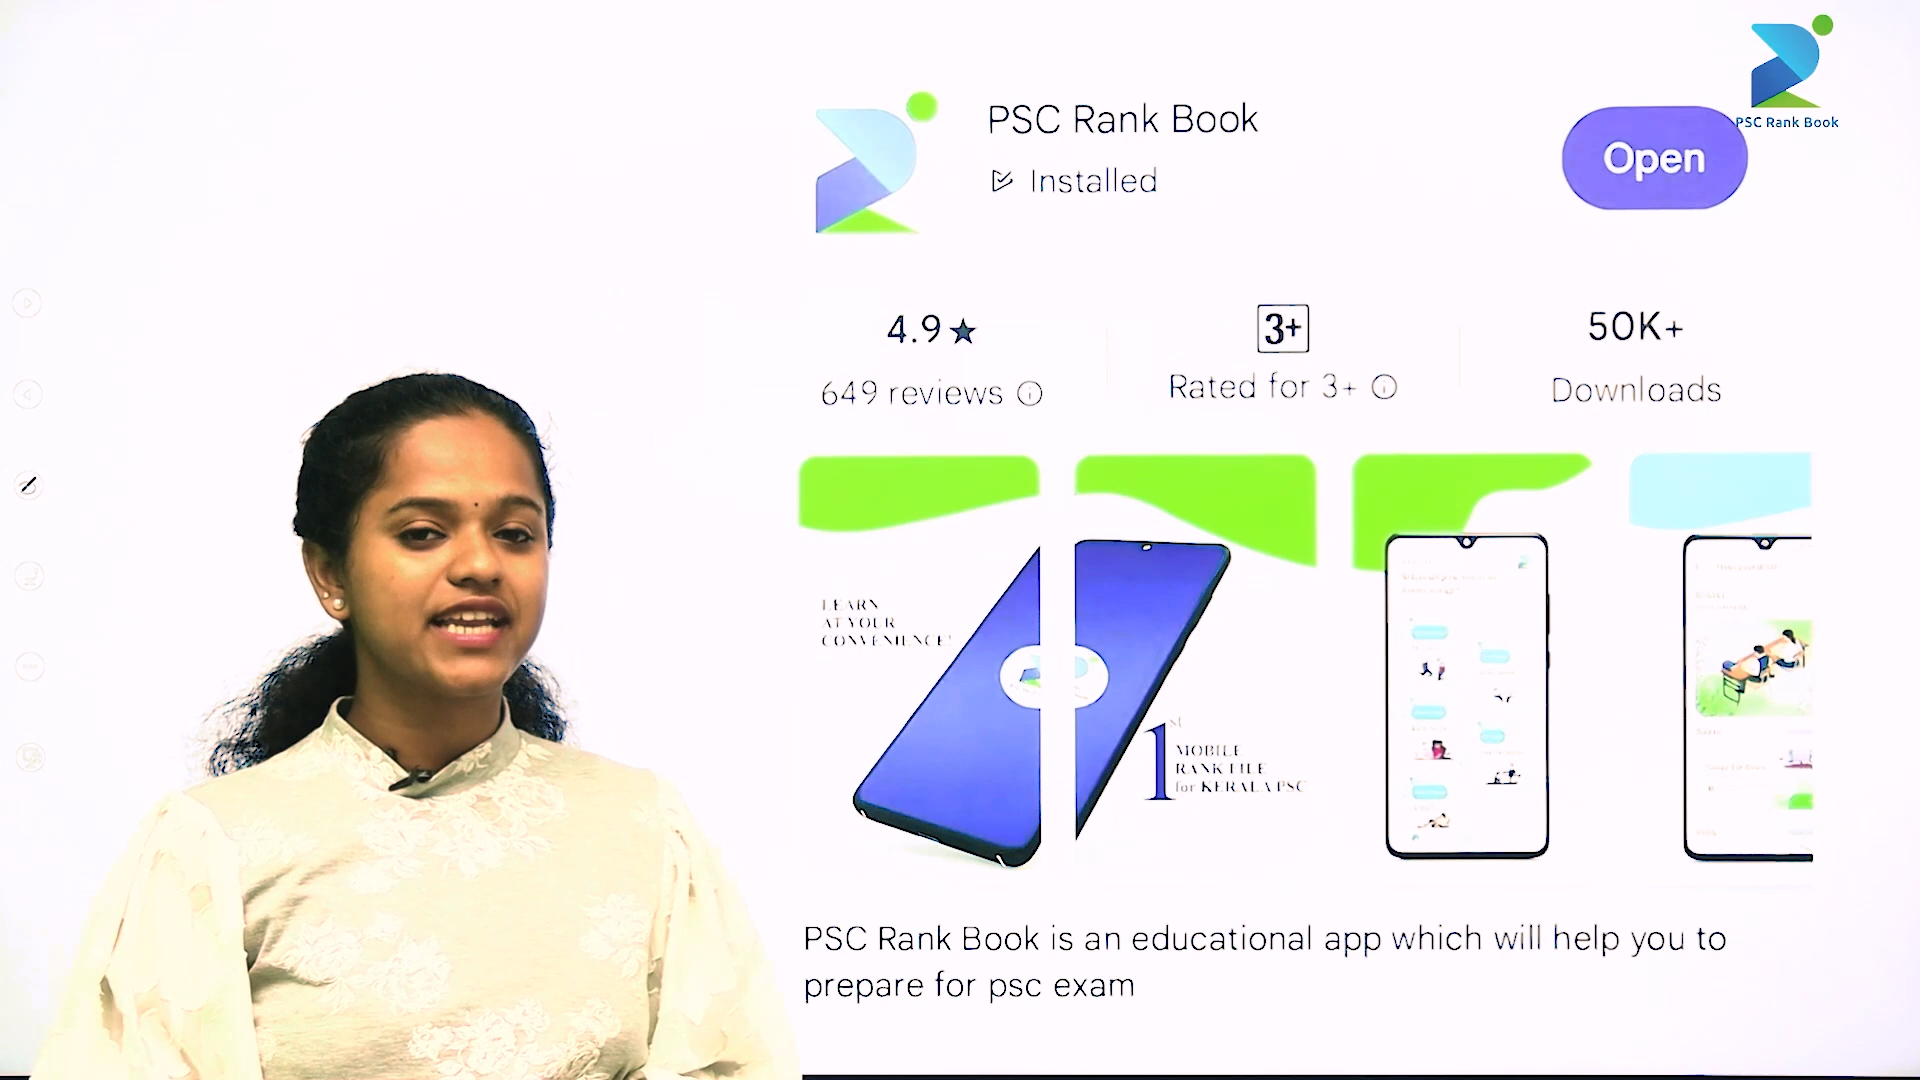 PSC Rank Book
PSC Rank Book
Installed
Open
4.9★
649 reviews
3+
Rated for 3+
50K+
Downloads
LEARN
AT YOUR
CONVENIENCE!
1st
MOBILE
RANK FILE
for KERALA PSC
PSC Rank Book is an educational app which will help you to
prepare for psc exam